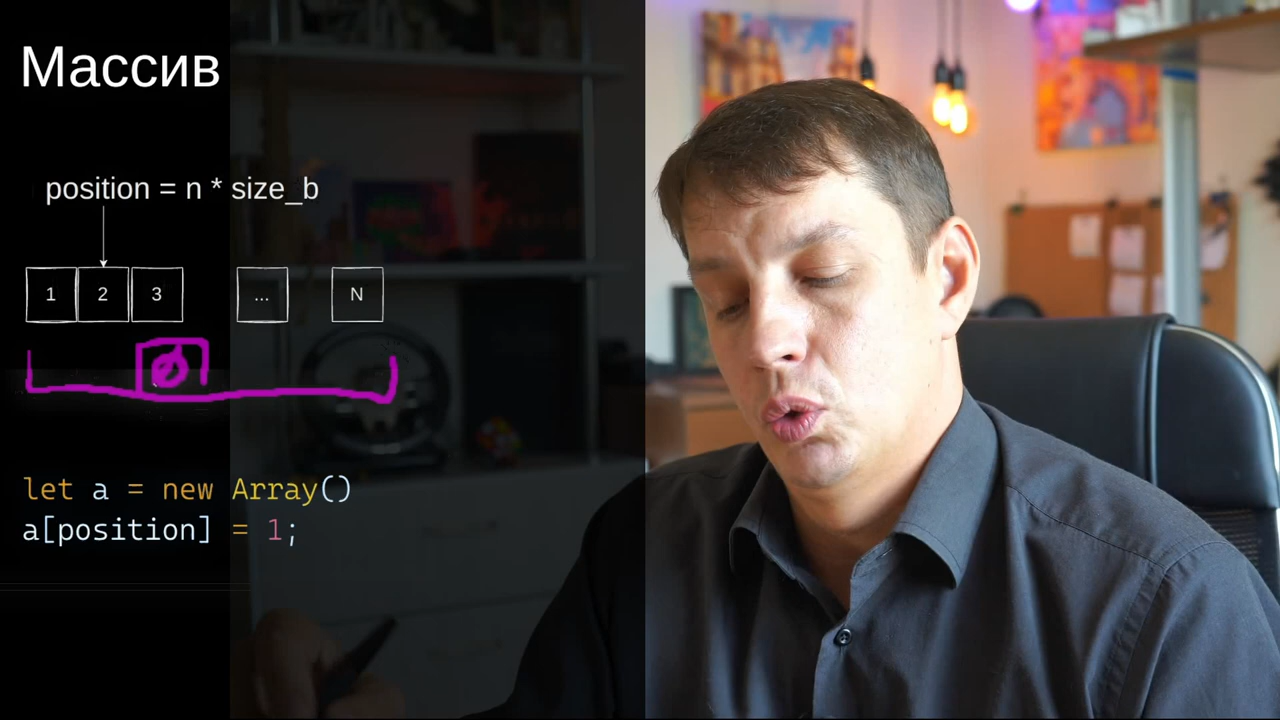 Массив
position = n * size_b
1 2 3 ... N
let a = new Array()
a[position] = 1;